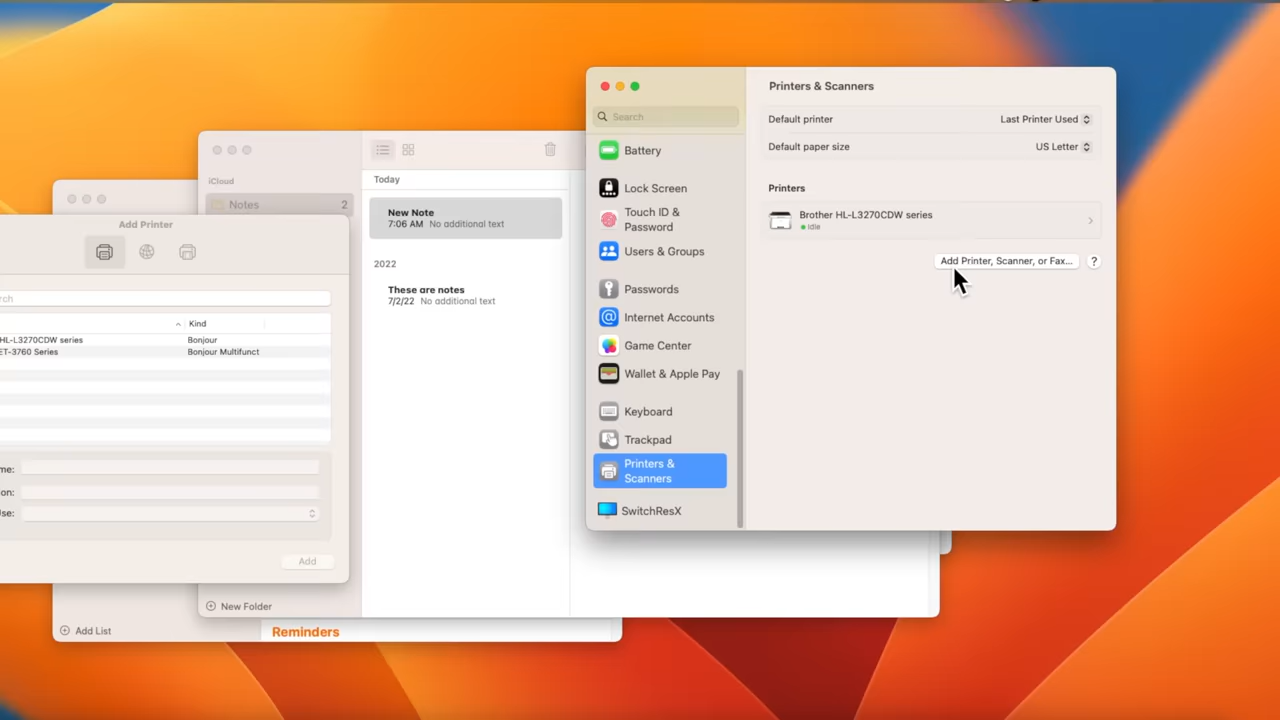 Add Printer
rch
Kind
HL-L3270CDW series
Bonjour
ET-3760 Series
Bonjour Multifunct
me:
on:
Use:
Add
Add List
Reminders
iCloud
Notes
2
New Folder
Today
New Note
7:06 AM No additional text
2022
These are notes
7/2/22 No additional text
Search
Battery
Lock Screen
Touch ID &
Password
Users & Groups
Passwords
Internet Accounts
Game Center
Wallet & Apple Pay
Keyboard
Trackpad
Printers &
Scanners
SwitchResX
Printers & Scanners
Default printer
Last Printer Used
Default paper size
US Letter
Printers
Brother HL-L3270CDW series
Idle
Add Printer, Scanner, or Fax...
?